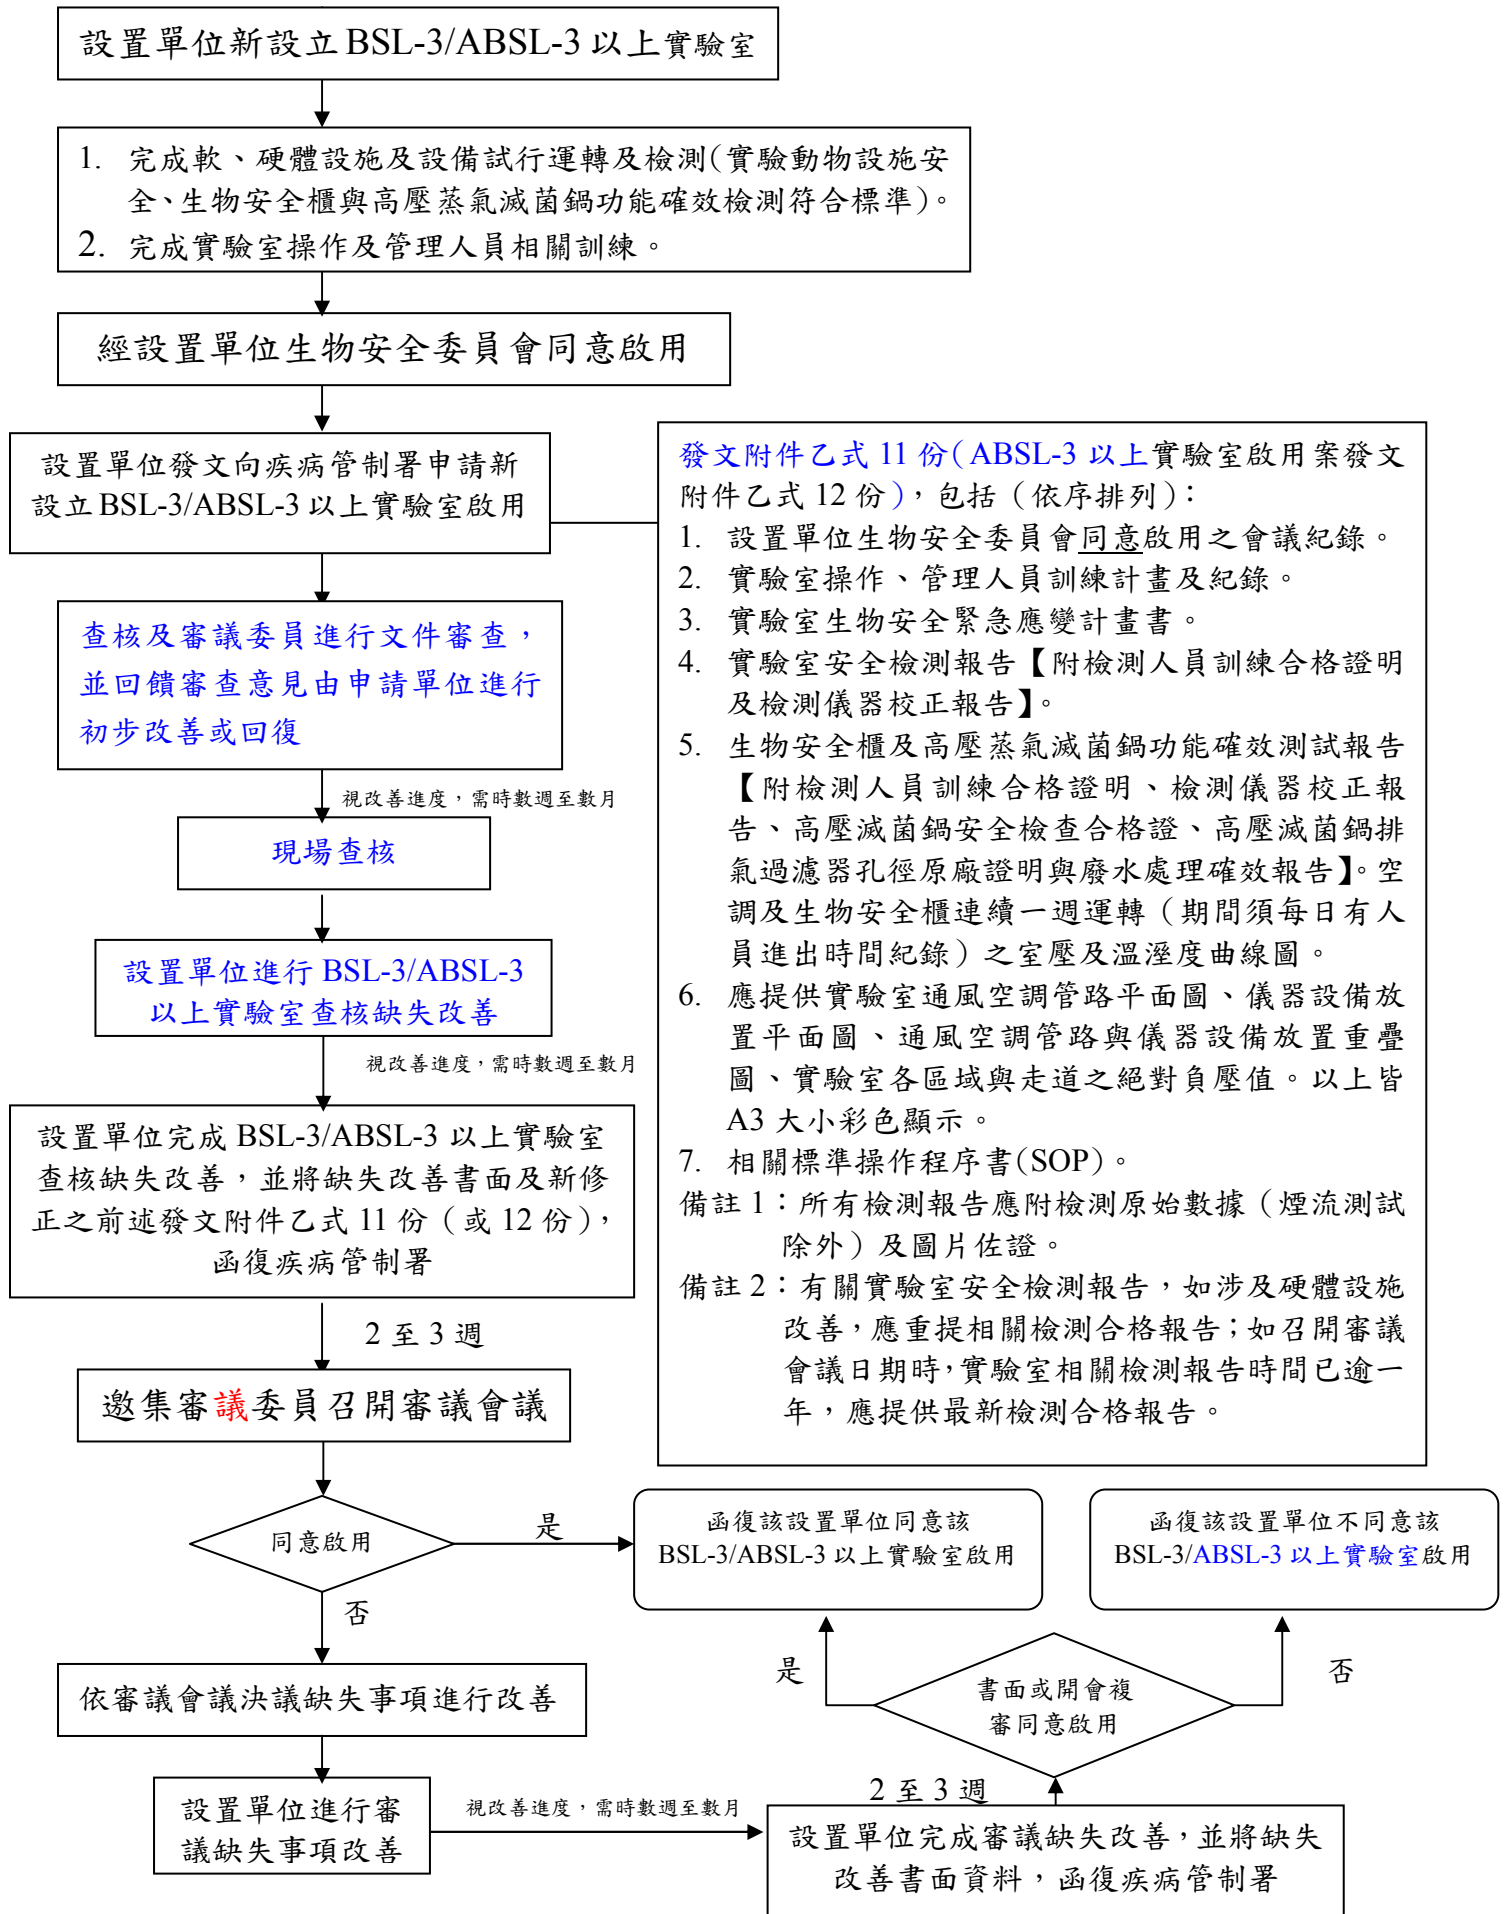 設置單位新設立 BSL-3/ABSL-3 以上實驗室
1. 完成軟、硬體設施及設備試行運轉及檢測(實驗動物設施安
全、生物安全櫃與高壓蒸氣滅菌鍋功能確效檢測符合標準)。
2. 完成實驗室操作及管理人員相關訓練。
經設置單位生物安全委員會同意啟用
設置單位發文向疾病管制署申請新
設立 BSL-3/ABSL-3 以上實驗室啟用
發文附件乙式 11 份(ABSL-3 以上實驗室啟用案發文
附件乙式 12 份),包括(依序排列):
1. 設置單位生物安全委員會同意啟用之會議紀錄。
2. 實驗室操作、管理人員訓練計畫及紀錄。
3. 實驗室生物安全緊急應變計畫書。
4. 實驗室安全檢測報告【附檢測人員訓練合格證明
及檢測儀器校正報告】。
5. 生物安全櫃及高壓蒸氣滅菌鍋功能確效測試報告
【附檢測人員訓練合格證明、檢測儀器校正報
告、高壓滅菌鍋安全檢查合格證、高壓滅菌鍋排
氣過濾器孔徑原廠證明與廢水處理確效報告】。空
調及生物安全櫃連續一週運轉(期間須每日有人
員進出時間紀錄)之室壓及溫溼度曲線圖。
6. 應提供實驗室通風空調管路平面圖、儀器設備放
置平面圖、通風空調管路與儀器設備放置重疊
圖、實驗室各區域與走道之絕對負壓值。以上皆
A3 大小彩色顯示。
7. 相關標準操作程序書(SOP)。
備註 1:所有檢測報告應附檢測原始數據(煙流測試
除外)及圖片佐證。
備註 2:有關實驗室安全檢測報告,如涉及硬體設施
改善,應重提相關檢測合格報告;如召開審議
會議日期時,實驗室相關檢測報告時間已逾一
年,應提供最新檢測合格報告。
查核及審議委員進行文件審查,
並回饋審查意見由申請單位進行
初步改善或回復
視改善進度,需時數週至數月
現場查核
設置單位進行 BSL-3/ABSL-3
以上實驗室查核缺失改善
視改善進度,需時數週至數月
設置單位完成 BSL-3/ABSL-3 以上實驗室
查核缺失改善,並將缺失改善書面及新修
正之前述發文附件乙式 11 份(或 12 份),
函復疾病管制署
2 至 3 週
邀集審議委員召開審議會議
同意啟用
是
函復該設置單位同意該
BSL-3/ABSL-3 以上實驗室啟用
函復該設置單位不同意該
BSL-3/ABSL-3 以上實驗室啟用
否
依審議會議決議缺失事項進行改善
是
書面或開會複
審同意啟用
否
設置單位進行審
議缺失事項改善
視改善進度,需時數週至數月
2 至 3 週
設置單位完成審議缺失改善,並將缺失
改善書面資料,函復疾病管制署